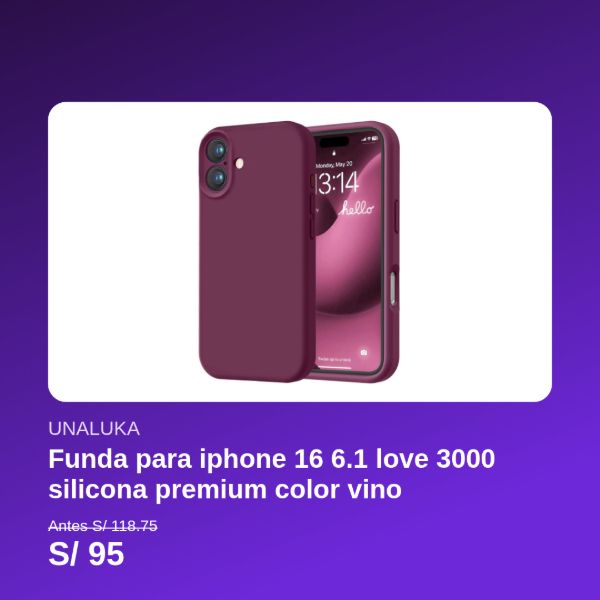 Monday, May 20
13:14
hello
UNALUKA
Funda para iphone 16 6.1 love 3000
silicona premium color vino
Antes S/ 118.75
S/ 95